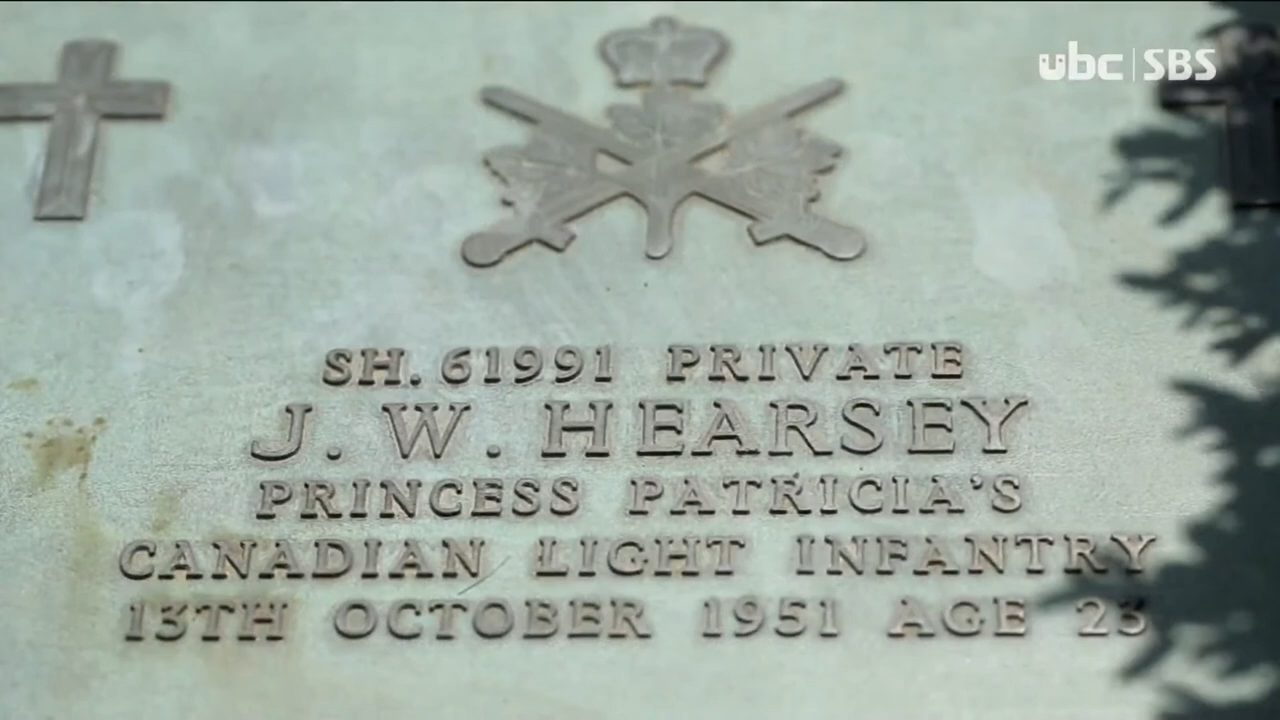 ubc SBS
SH. 61991 PRIVATE
J. W. HEARSEY
PRINCESS PATRICIA'S
CANADIAN LIGHT INFANTRY
13TH OCTOBER 1951 AGE 23